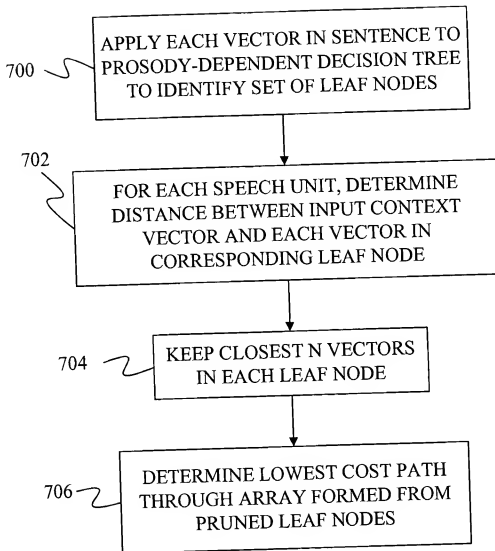 700
APPLY EACH VECTOR IN SENTENCE TO
PROSODY-DEPENDENT DECISION TREE
TO IDENTIFY SET OF LEAF NODES
702
FOR EACH SPEECH UNIT, DETERMINE
DISTANCE BETWEEN INPUT CONTEXT
VECTOR AND EACH VECTOR IN
CORRESPONDING LEAF NODE
704
KEEP CLOSEST N VECTORS
IN EACH LEAF NODE
706
DETERMINE LOWEST COST PATH
THROUGH ARRAY FORMED FROM
PRUNED LEAF NODES